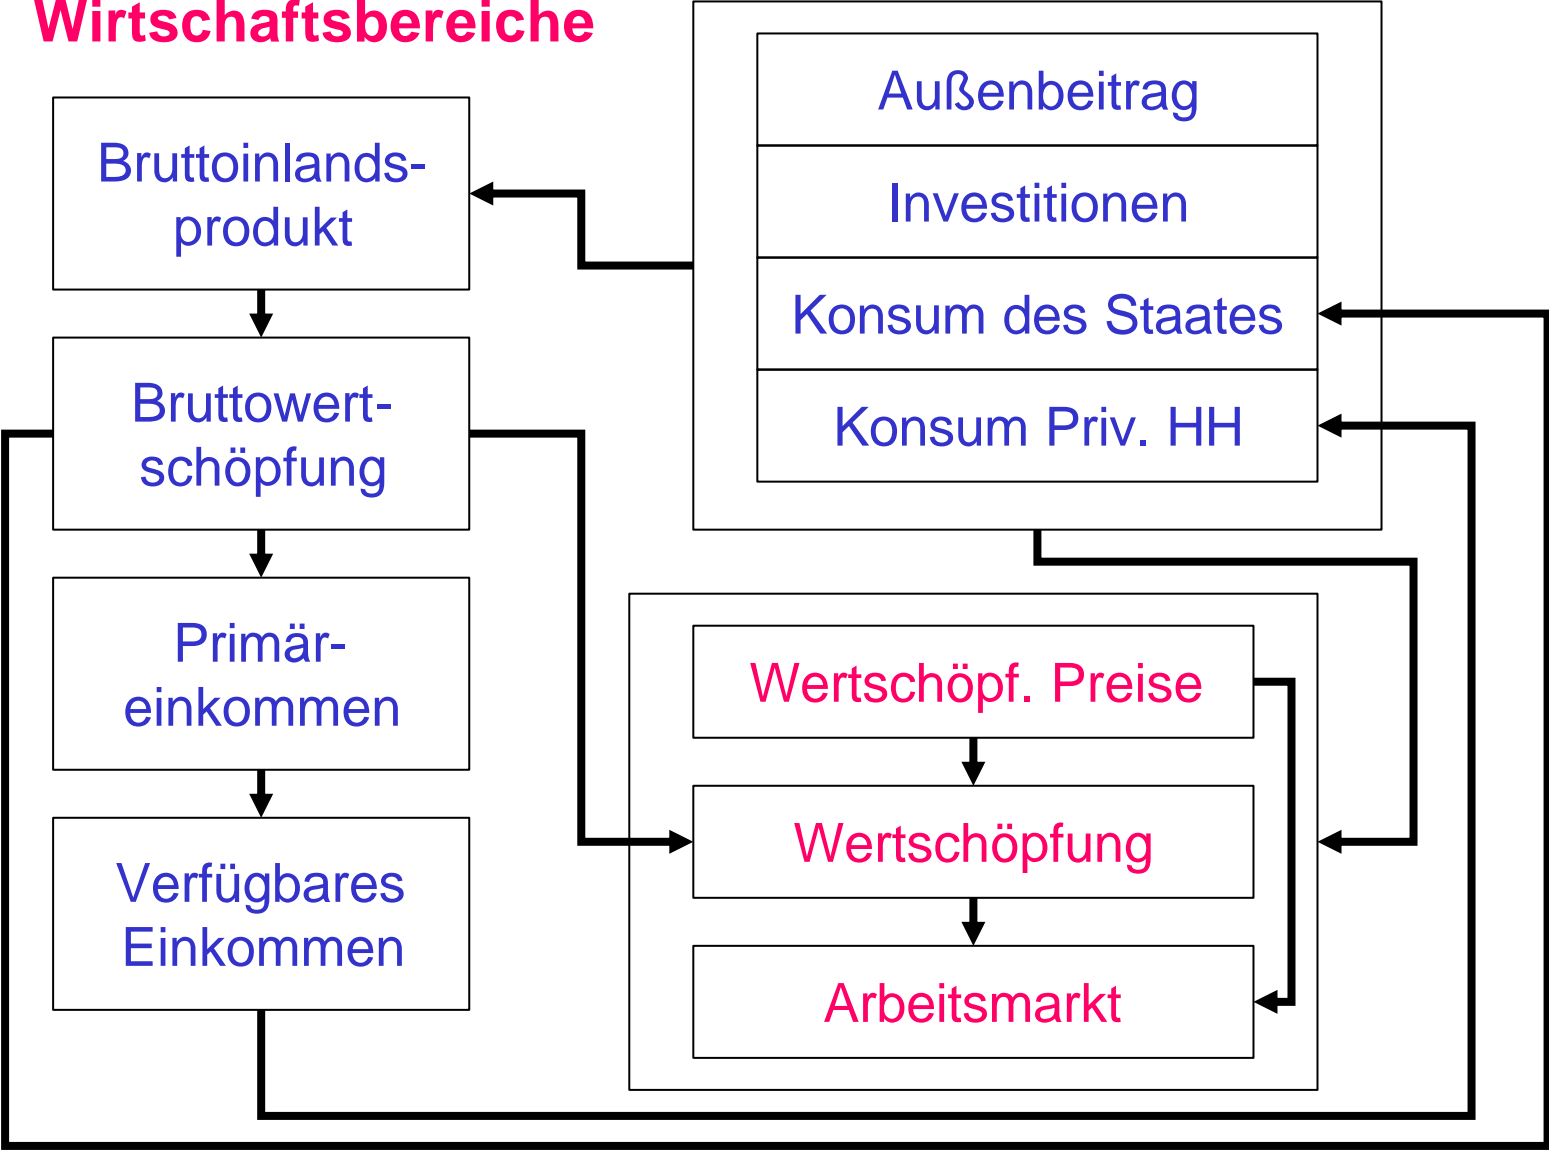 Wirtschaftsbereiche
Bruttoinlands-
produkt
Bruttowert-
schöpfung
Primär-
einkommen
Verfügbares
Einkommen
Außenbeitrag
Investitionen
Konsum des Staates
Konsum Priv. HH
Wertschöpf. Preise
Wertschöpfung
Arbeitsmarkt